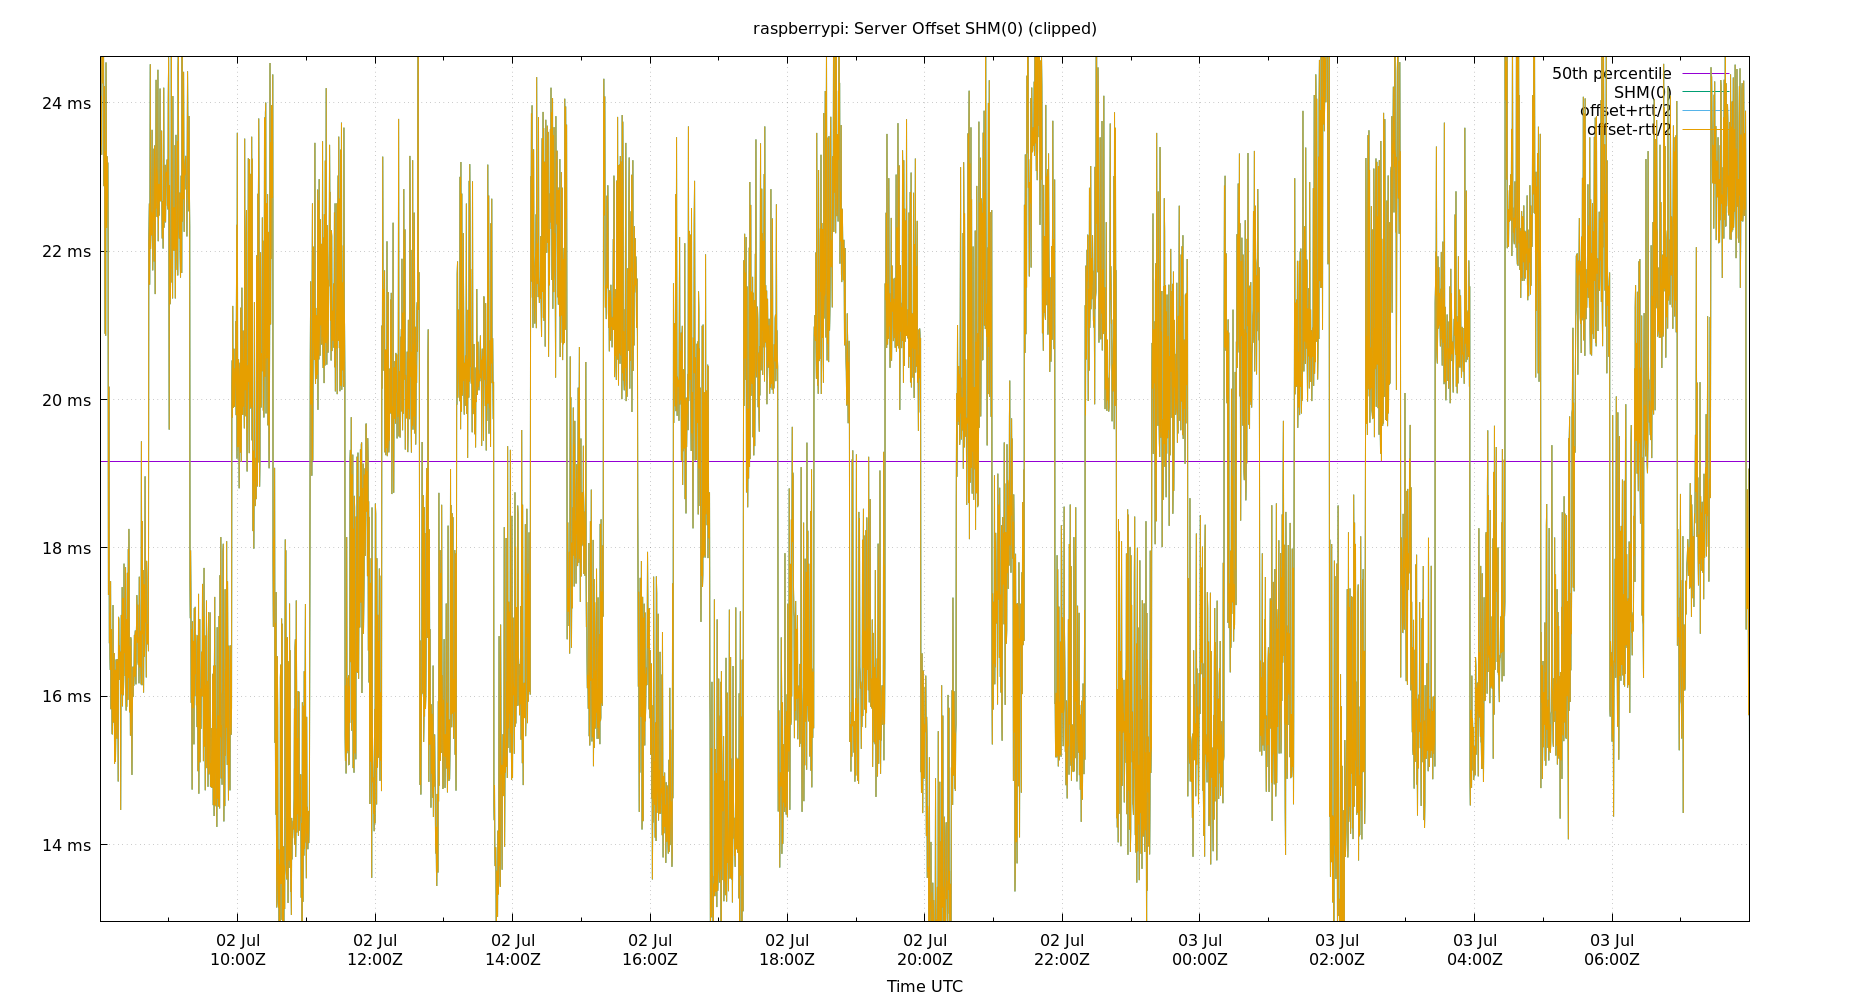 raspberrypi: Server Offset SHM(0) (clipped)
50th percentile
SHM(0)
offset+rtt/2
offset-rtt/2
24 ms
22 ms
20 ms
18 ms
16 ms
14 ms
02 Jul 02 Jul 02 Jul 02 Jul 02 Jul 02 Jul 02 Jul 03 Jul 03 Jul 03 Jul 03 Jul
10:00Z 12:00Z 14:00Z 16:00Z 18:00Z 20:00Z 22:00Z 00:00Z 02:00Z 04:00Z 06:00Z
Time UTC